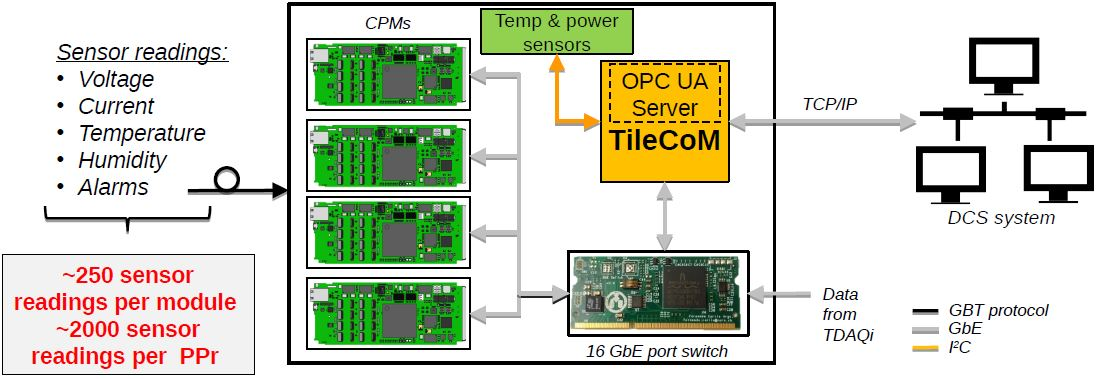 Sensor readings:
• Voltage
• Current
• Temperature
• Humidity
• Alarms
~250 sensor
readings per module
~2000 sensor
readings per PPr
CPMs
Temp & power
sensors
OPC UA
Server
TileCoM
TCP/IP
DCS system
16 GbE port switch
Data
from
TDAQi
GBT protocol
GbE
I²C